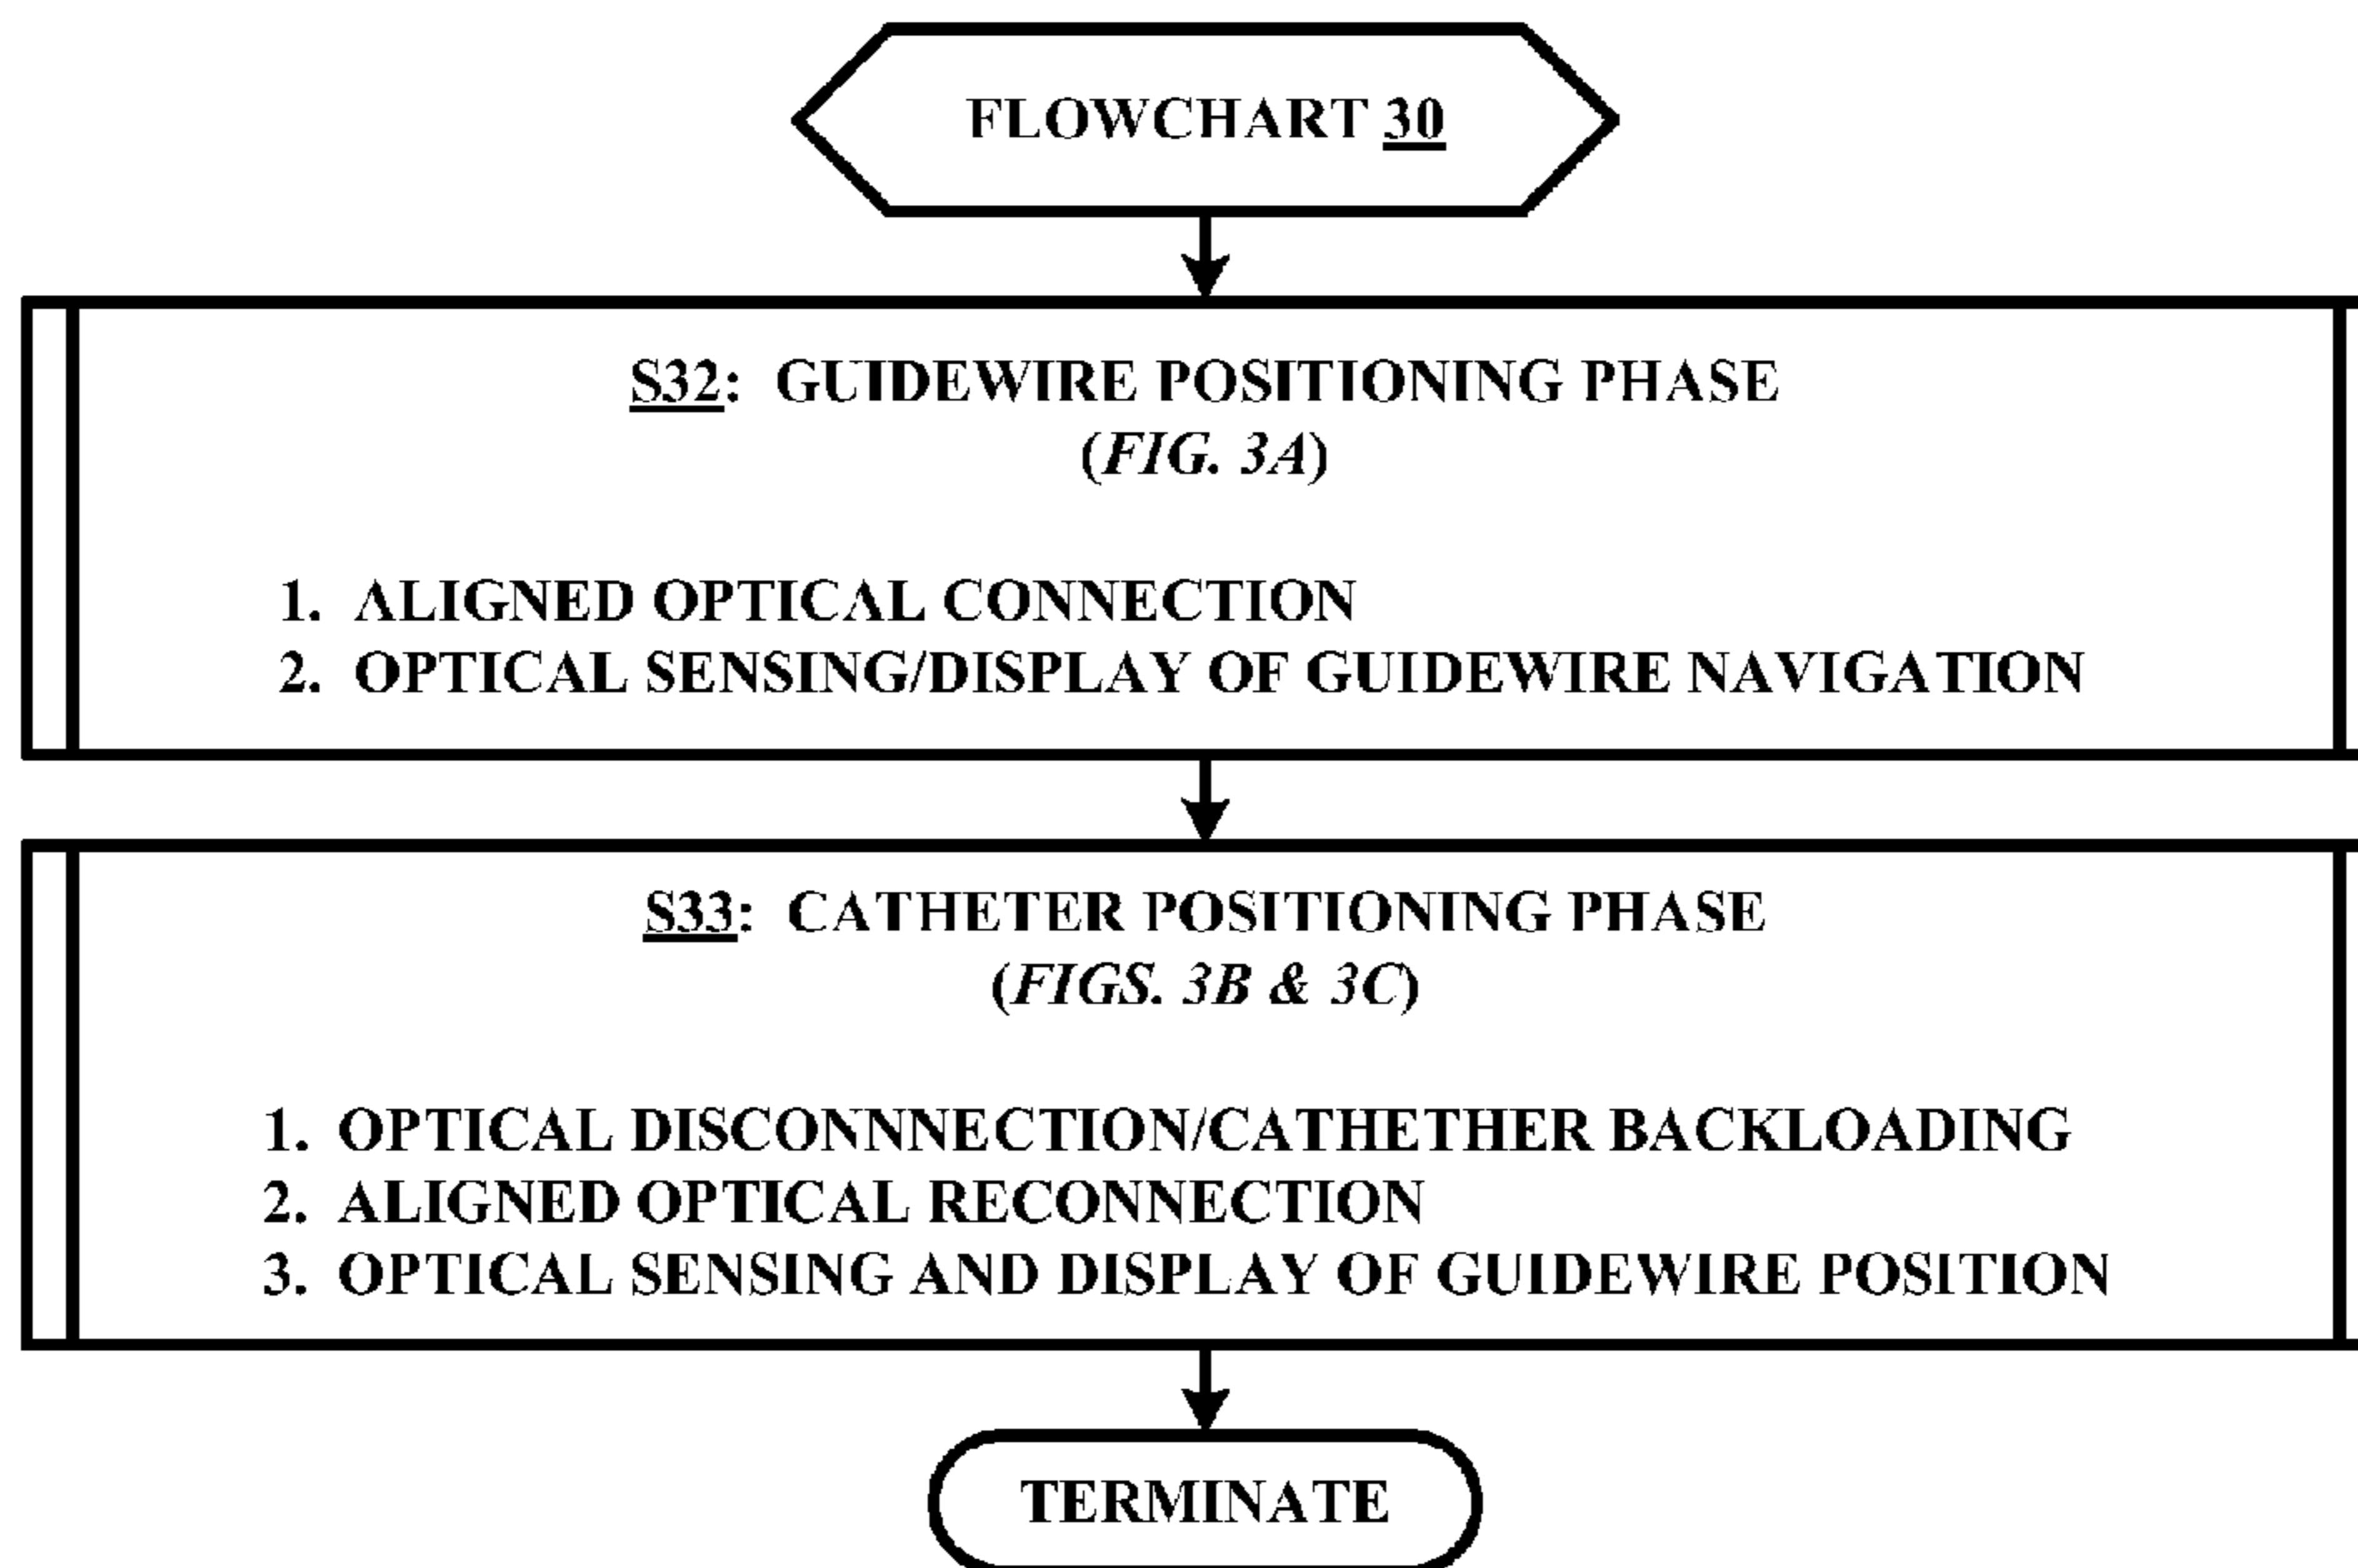 FLOWCHART 30
S32: GUIDEWIRE POSITIONING PHASE
(FIG. 3A)
1. ALIGNED OPTICAL CONNECTION
2. OPTICAL SENSING/DISPLAY OF GUIDEWIRE NAVIGATION
S33: CATHETER POSITIONING PHASE
(FIGS. 3B & 3C)
1. OPTICAL DISCONNNECTION/CATHETHER BACKLOADING
2. ALIGNED OPTICAL RECONNECTION
3. OPTICAL SENSING AND DISPLAY OF GUIDEWIRE POSITION
TERMINATE